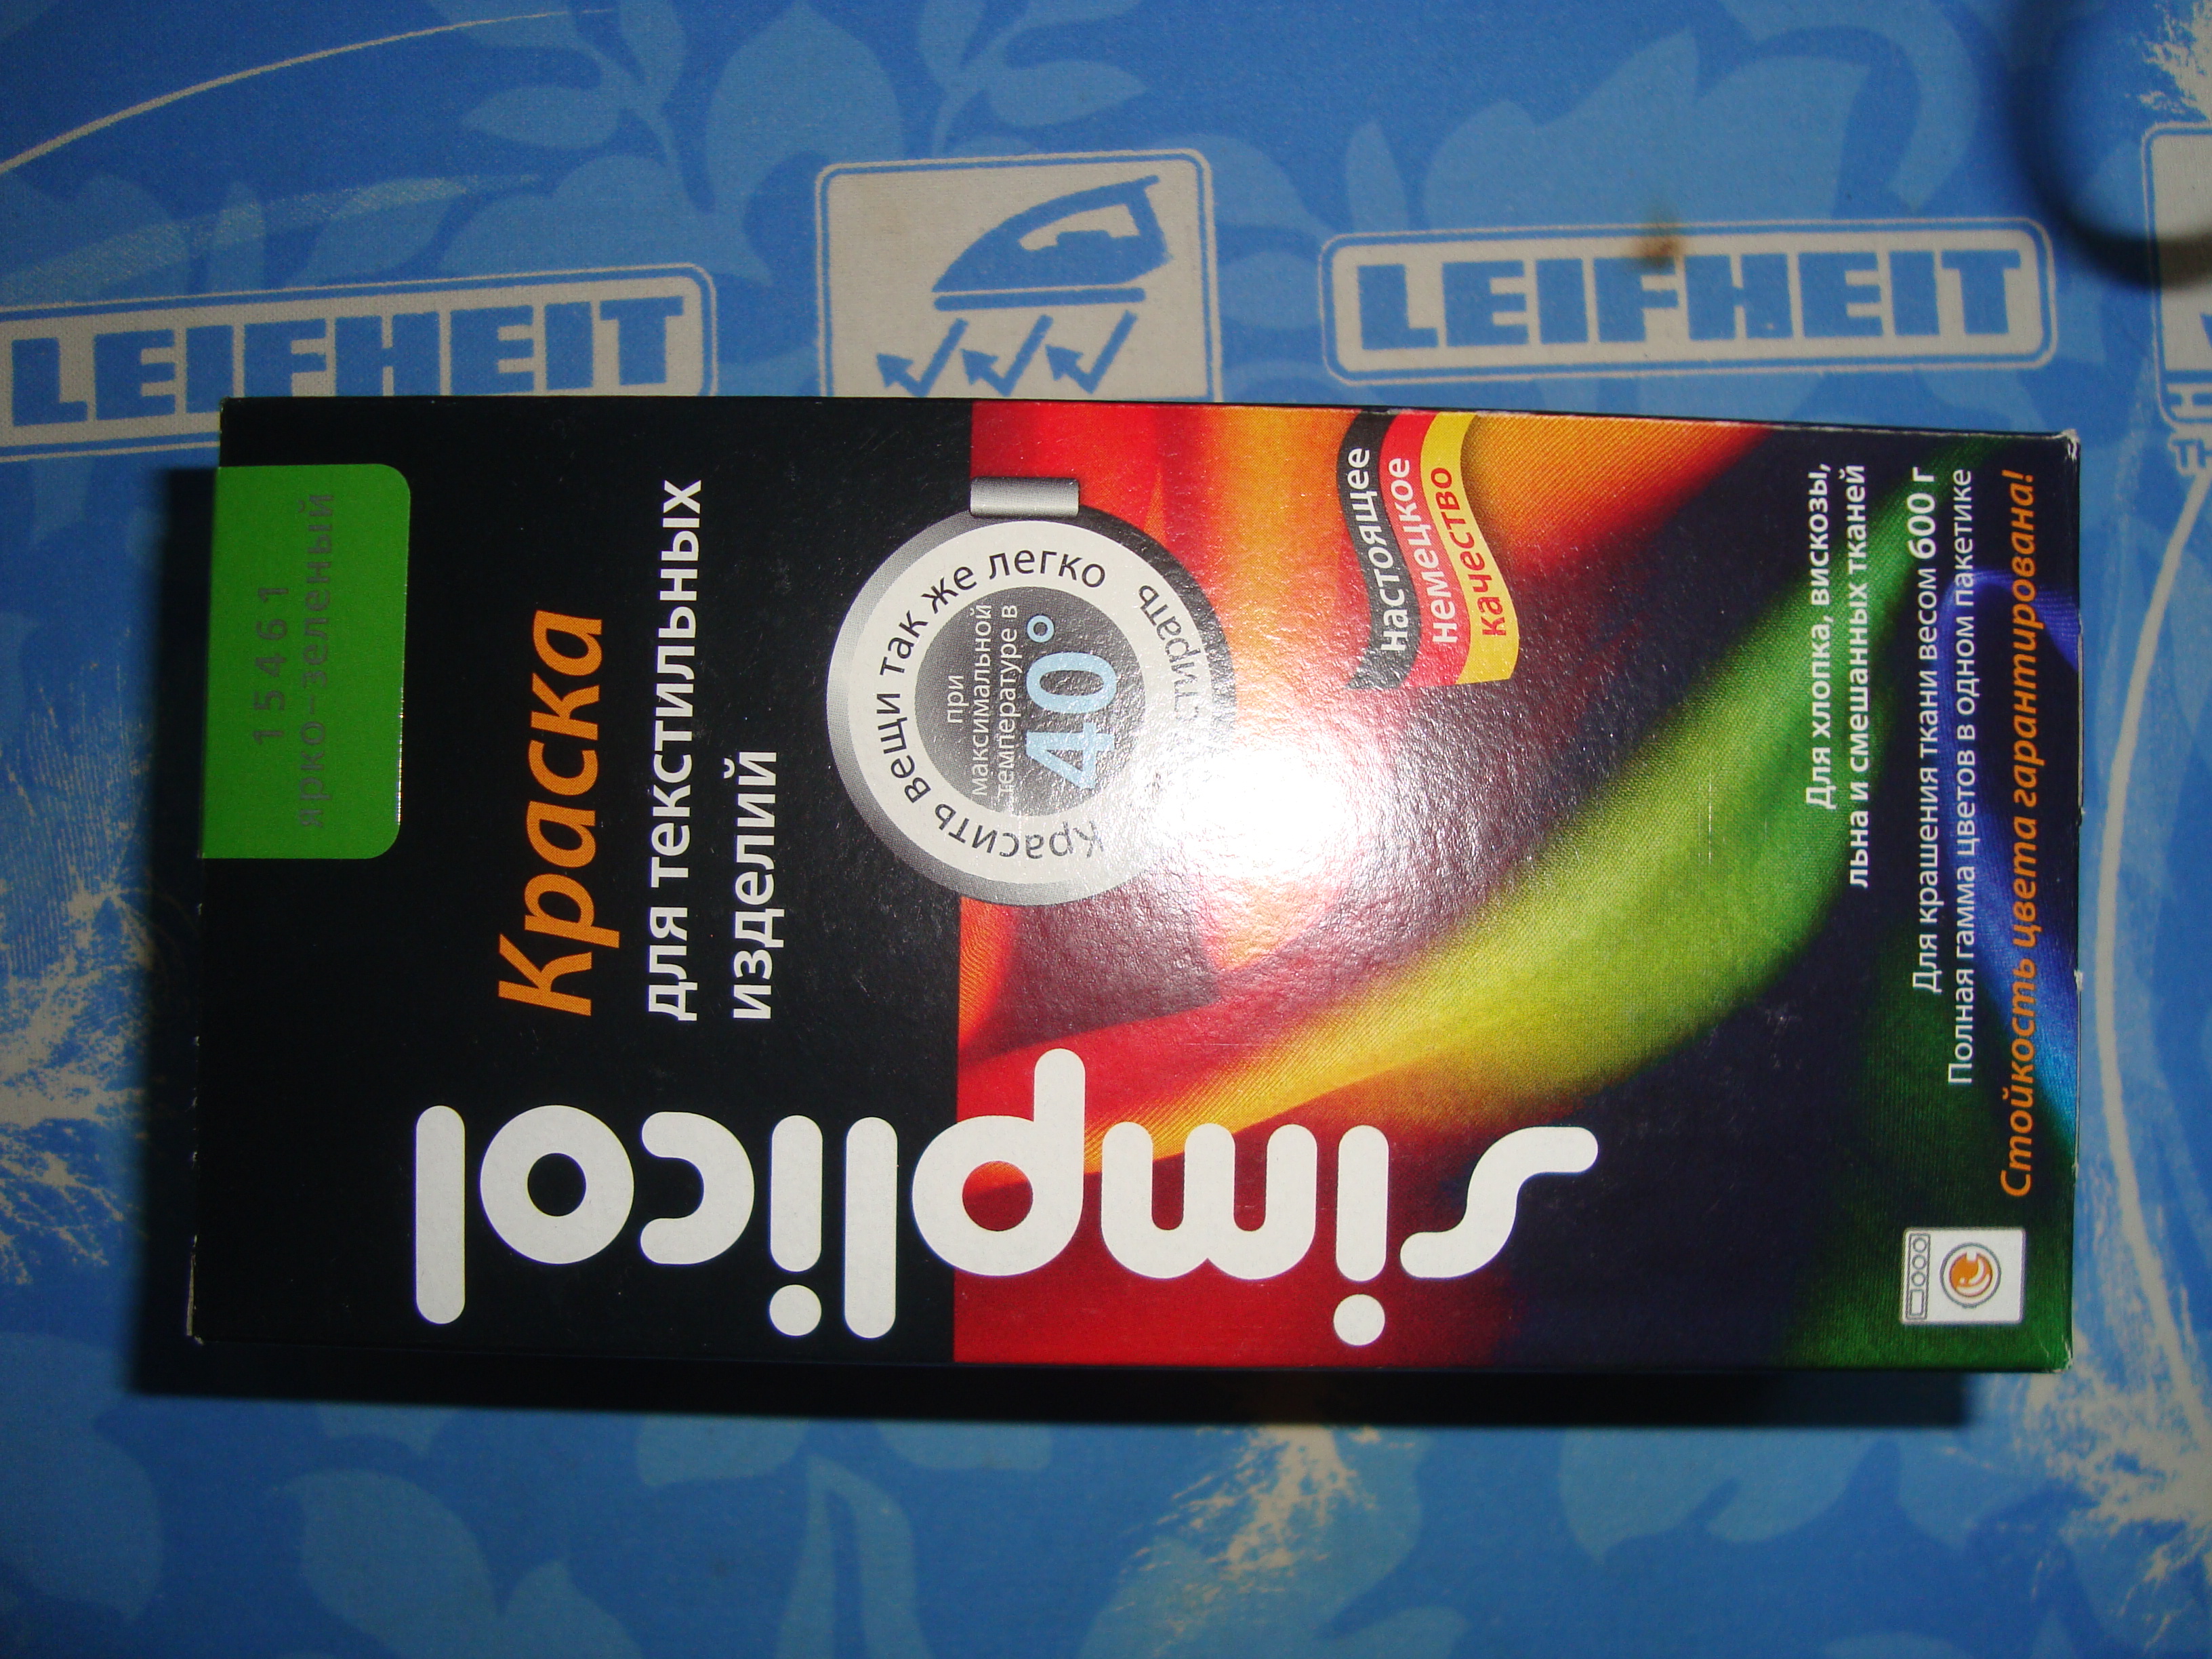 LEIFHEIT
LEIFHEIT
15461
ярко-зеленый
simplicol
Краска
для текстильных
изделий
Красить вещи так же легко
стирать
при
максимальной
температуре в
40°
настоящее
немецкое
качество
Для хлопка, вискозы,
льна и смешанных тканей
Для крашения ткани весом 600 г
Полная гамма цветов в одном пакетике
Стойкость цвета гарантирована!